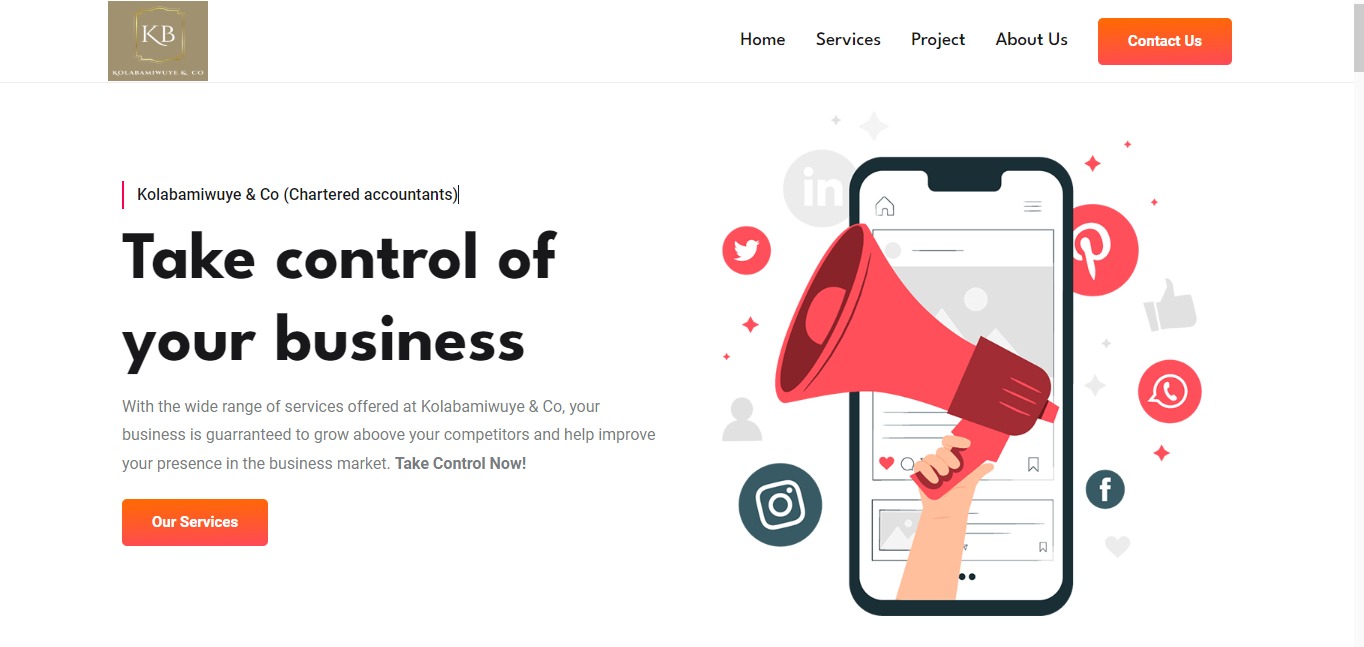 KB
KOLABAMIWUYE & CO
Home Services Project About Us Contact Us
Kolabamiwuye & Co (Chartered accountants)
Take control of
your business
With the wide range of services offered at Kolabamiwuye & Co, your
business is guarranteed to grow aboove your competitors and help improve
your presence in the business market. Take Control Now!
Our Services
in